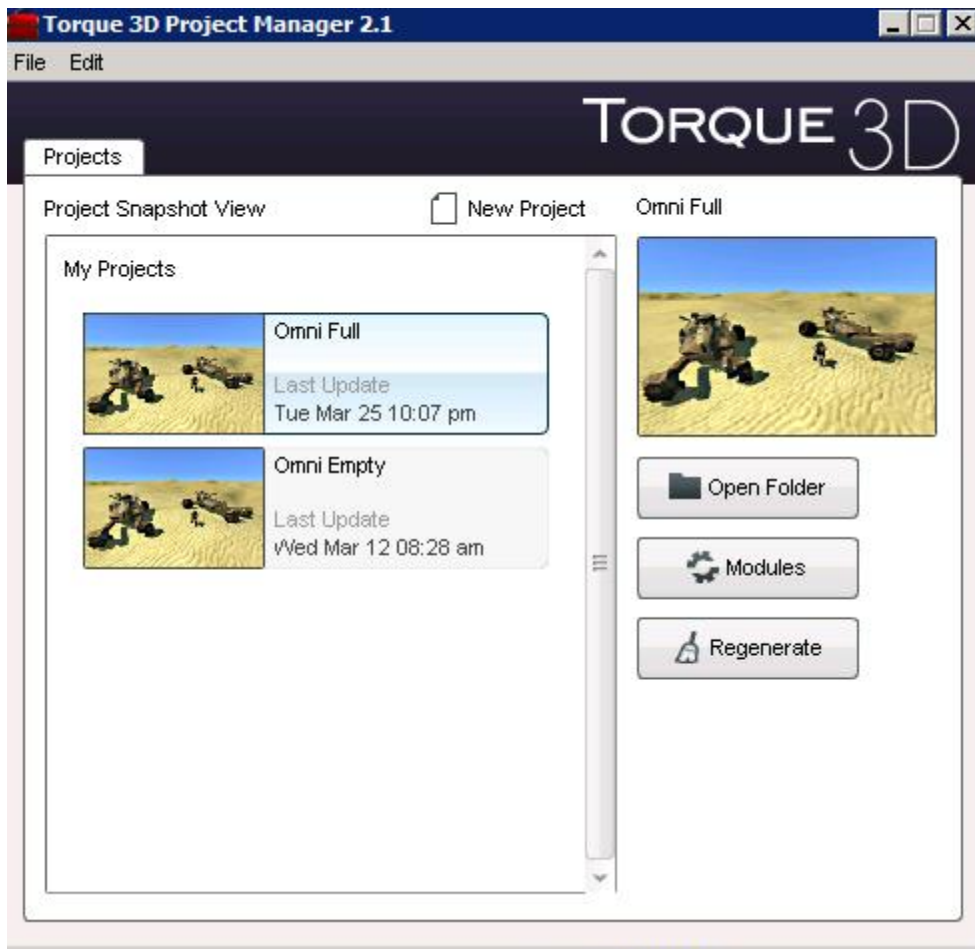 Torque 3D Project Manager 2.1
File Edit
TORQUE 3D
Projects
Project Snapshot View
New Project
Omni Full
My Projects
Omni Full
Last Update
Tue Mar 25 10:07 pm
Omni Empty
Last Update
Wed Mar 12 08:28 am
Open Folder
Modules
Regenerate